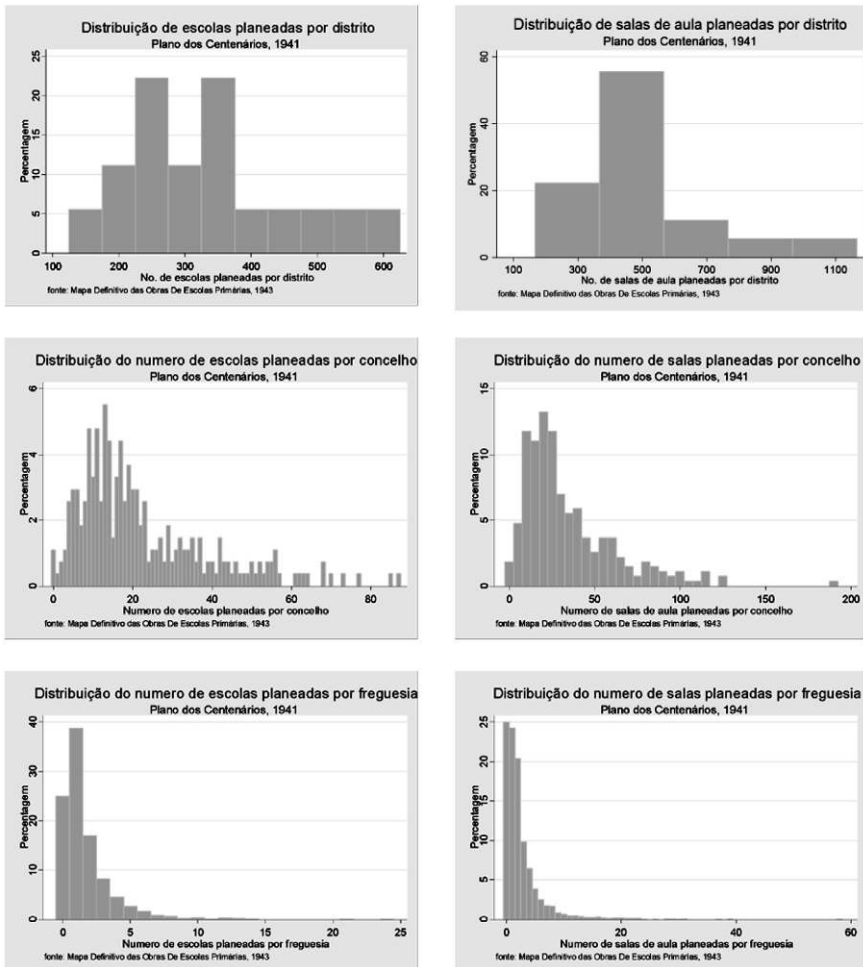 Distribuição de escolas planeadas por distrito
Plano dos Centenários, 1941
Percentagem
0 5 10 15 20 25
100 200 300 400 500 600
No. de escolas planeadas por distrito
fonte: Mapa Definitivo das Obras De Escolas Primárias, 1943
Distribuição de salas de aula planeadas por distrito
Plano dos Centenários, 1941
Percentagem
0 20 40 60
100 300 500 700 900 1100
No. de salas de aula planeadas por distrito
fonte: Mapa Definitivo das Obras De Escolas Primárias, 1943
Distribuição do numero de escolas planeadas por concelho
Plano dos Centenários, 1941
Percentagem
0 2 4 6
0 20 40 60 80
Numero de escolas planeadas por concelho
fonte: Mapa Definitivo das Obras De Escolas Primárias, 1943
Distribuição do numero de salas planeadas por concelho
Plano dos Centenários, 1941
Percentagem
0 5 10 15
0 50 100 150 200
Numero de salas de aula planeadas por concelho
fonte: Mapa Definitivo das Obras De Escolas Primárias, 1943
Distribuição do numero de escolas planeadas por freguesia
Plano dos Centenários, 1941
Percentagem
0 10 20 30 40
0 5 10 15 20 25
Numero de escolas planeadas por freguesia
fonte: Mapa Definitivo das Obras De Escolas Primárias, 1943
Distribuição do numero de salas planeadas por freguesia
Plano dos Centenários, 1941
Percentagem
0 5 10 15 20 25
0 20 40 60
Numero de salas de aula planeadas por freguesia
fonte: Mapa Definitivo das Obras De Escolas Primárias, 1943